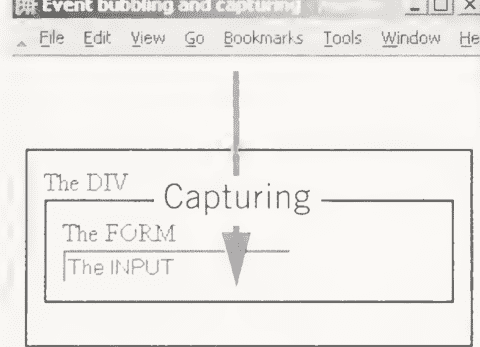 Event bubbling and capturing
File Edit View Go Bookmarks Tools Window He
The DIV
Capturing
The FORM
The INPUT